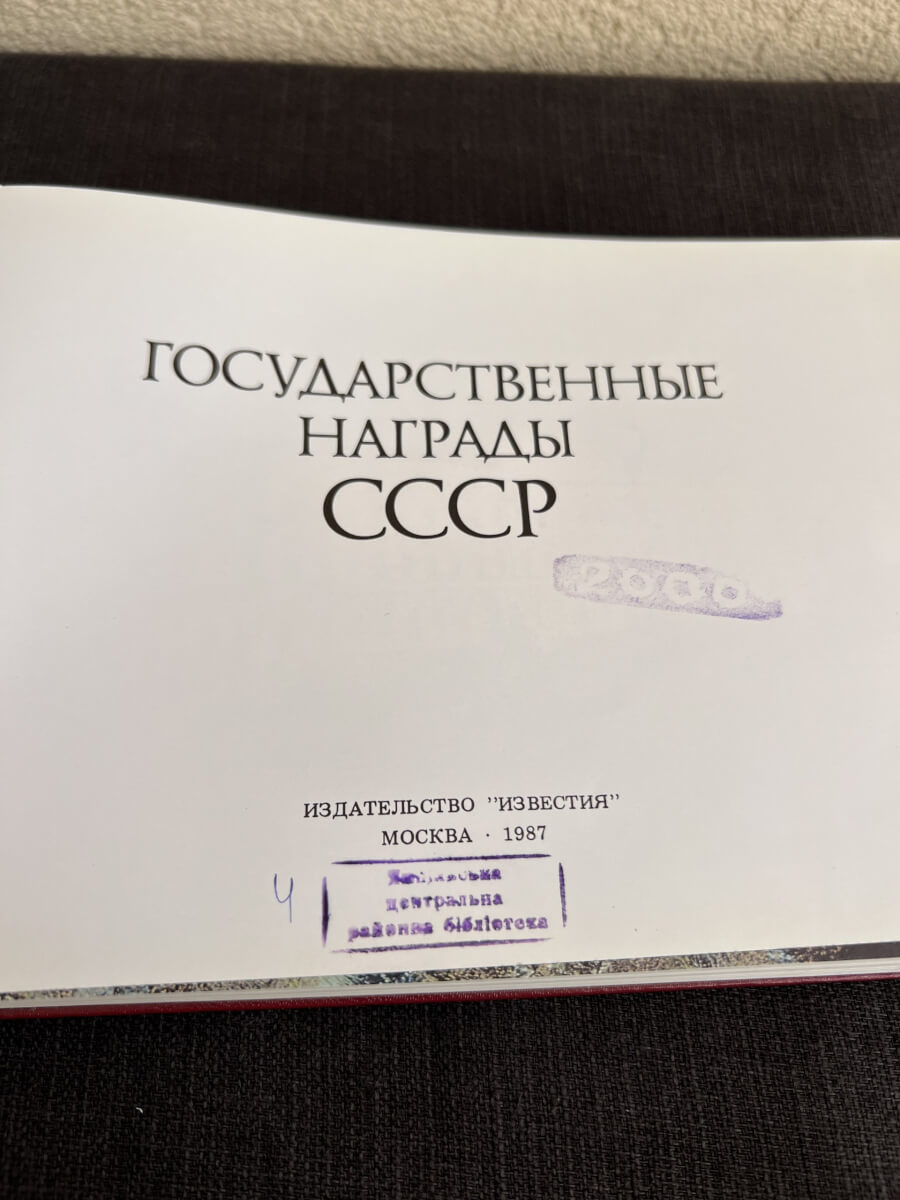 ГОСУДАРСТВЕННЫЕ
НАГРАДЫ
СССР
2000
ИЗДАТЕЛЬСТВО "ИЗВЕСТИЯ"
МОСКВА · 1987
Ч
центральна
районна бібліотека